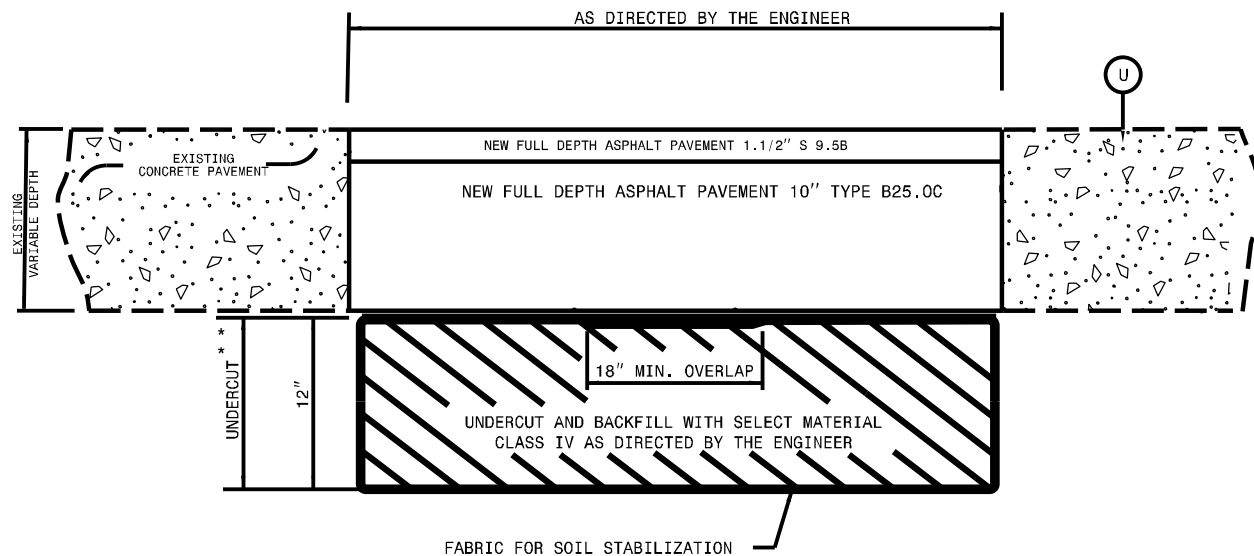 AS DIRECTED BY THE ENGINEER
U
NEW FULL DEPTH ASPHALT PAVEMENT 1.1/2" S 9.5B
EXISTING
CONCRETE PAVEMENT
NEW FULL DEPTH ASPHALT PAVEMENT 10" TYPE B25.0C
EXISTING
VARIABLE DEPTH
* *
UNDERCUT
12"
18" MIN. OVERLAP
UNDERCUT AND BACKFILL WITH SELECT MATERIAL
CLASS IV AS DIRECTED BY THE ENGINEER
FABRIC FOR SOIL STABILIZATION